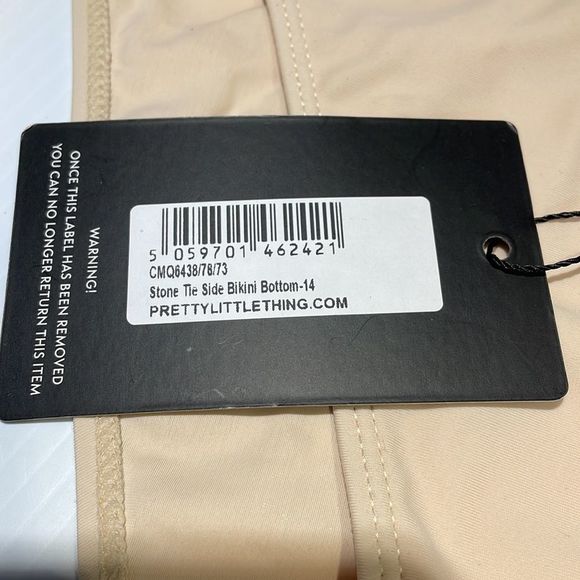 5 059701 462421
CMQ6438/78/73
Stone Tie Side Bikini Bottom-14
PRETTYLITTLETHING.COM
WARNING!
ONCE THIS LABEL HAS BEEN REMOVED
YOU CAN NO LONGER RETURN THIS ITEM